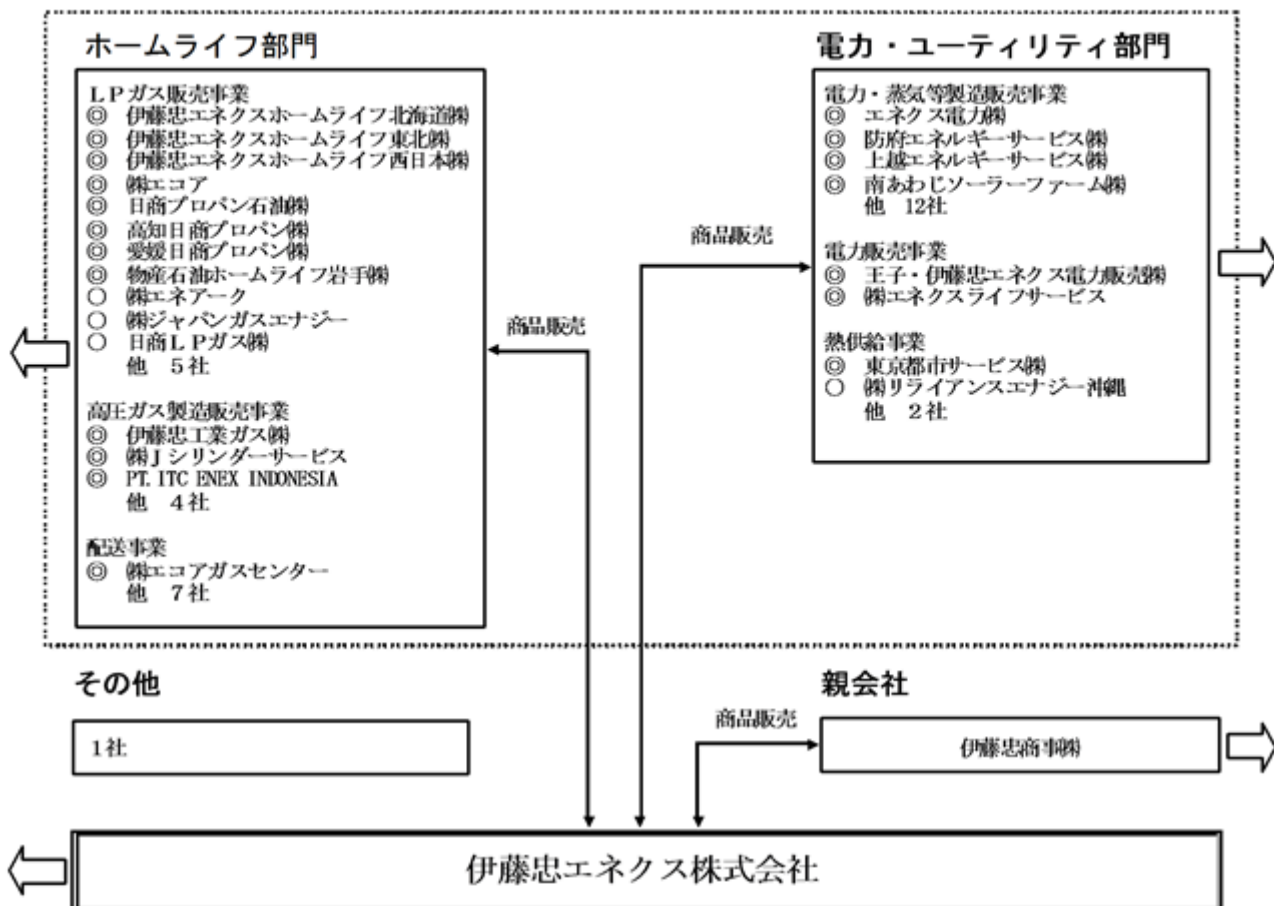 ホームライフ部門
LPガス販売事業
◎ 伊藤忠エネクスホームライフ北海道㈱
◎ 伊藤忠エネクスホームライフ東北㈱
◎ 伊藤忠エネクスホームライフ西日本㈱
◎ ㈱エコア
◎ 日商プロパン石油㈱
◎ 高知日商プロパン㈱
◎ 愛媛日商プロパン㈱
◎ 物産石油ホームライフ岩手㈱
○ ㈱エネアーク
○ ㈱ジャパンガスエナジー
○ 日商LPガス㈱
他 5社
高圧ガス製造販売事業
◎ 伊藤忠工業ガス㈱
◎ ㈱Jシリンダーサービス
◎ PT. ITC ENEX INDONESIA
他 4社
配送事業
◎ ㈱エコアガスセンター
他 7社
商品販売
商品販売
電力・ユーティリティ部門
電力・蒸気等製造販売事業
◎ エネクス電力㈱
◎ 防府エネルギーサービス㈱
◎ 上越エネルギーサービス㈱
◎ 南あわじソーラーファーム㈱
他 12社
電力販売事業
◎ 王子・伊藤忠エネクス電力販売㈱
◎ ㈱エネクスライフサービス
熱供給事業
◎ 東京都市サービス㈱
○ ㈱リライアンスエナジー沖縄
他 2社
その他
1社
商品販売
親会社
伊藤忠商事㈱
伊藤忠エネクス株式会社